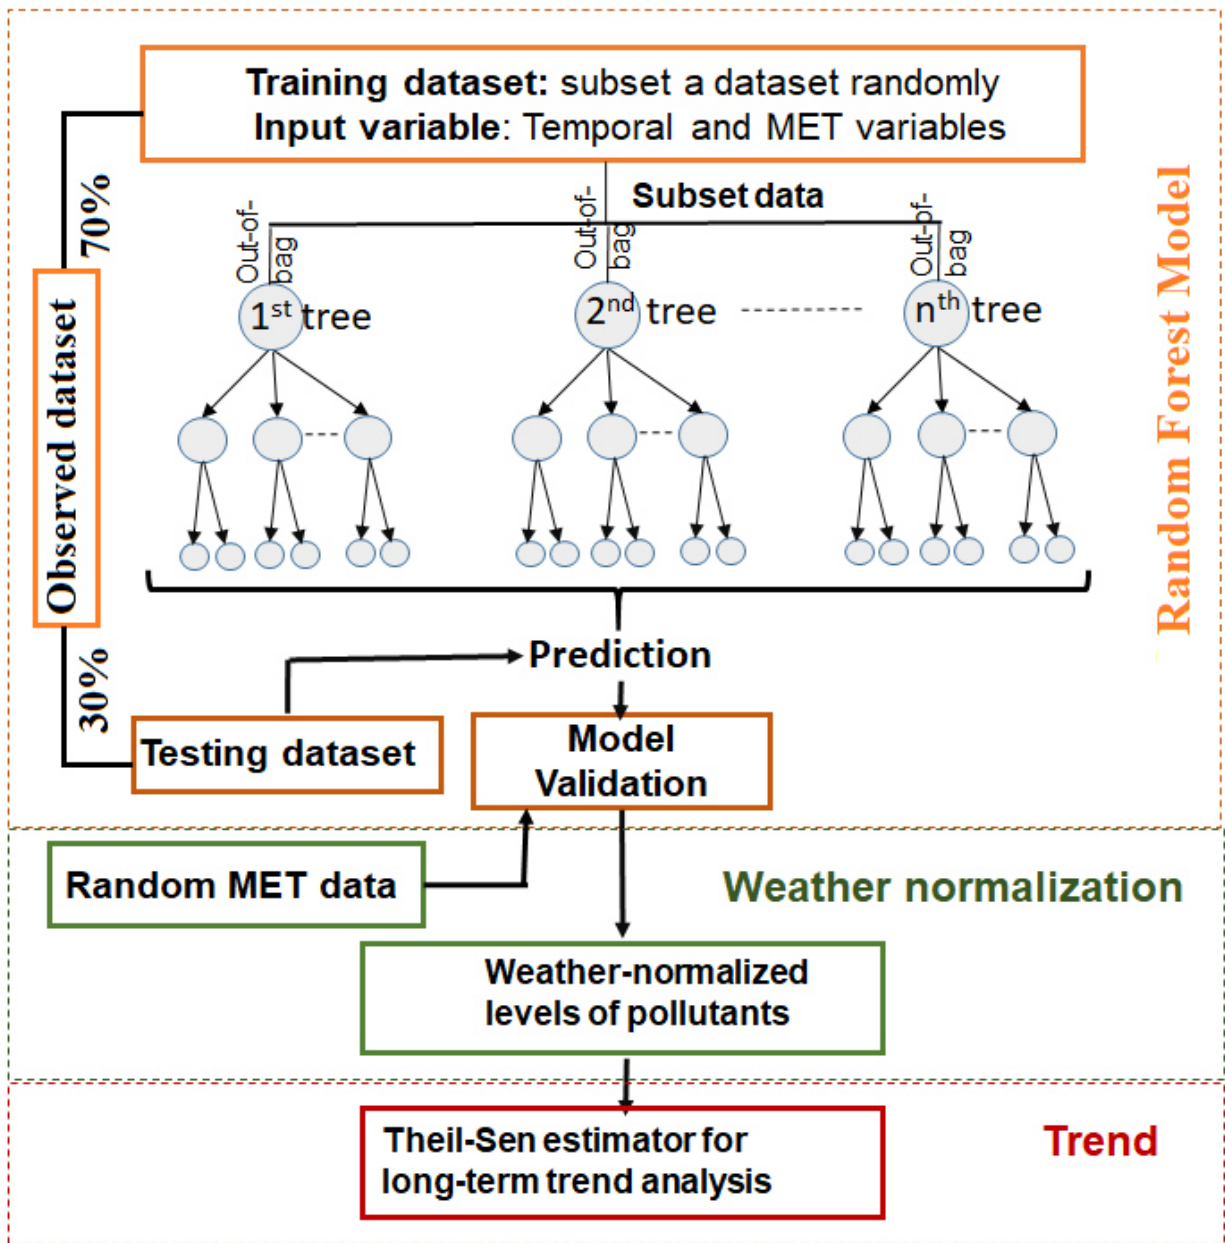 Training dataset: subset a dataset randomly
Input variable: Temporal and MET variables
70%
Observed dataset
30%
Subset data
Out-of-
bag
Out-of-
bag
Out-of-
bag
1st tree
2nd tree
nth tree
Random Forest Model
Prediction
Testing dataset
Model
Validation
Random MET data
Weather normalization
Weather-normalized
levels of pollutants
Trend
Theil-Sen estimator for
long-term trend analysis